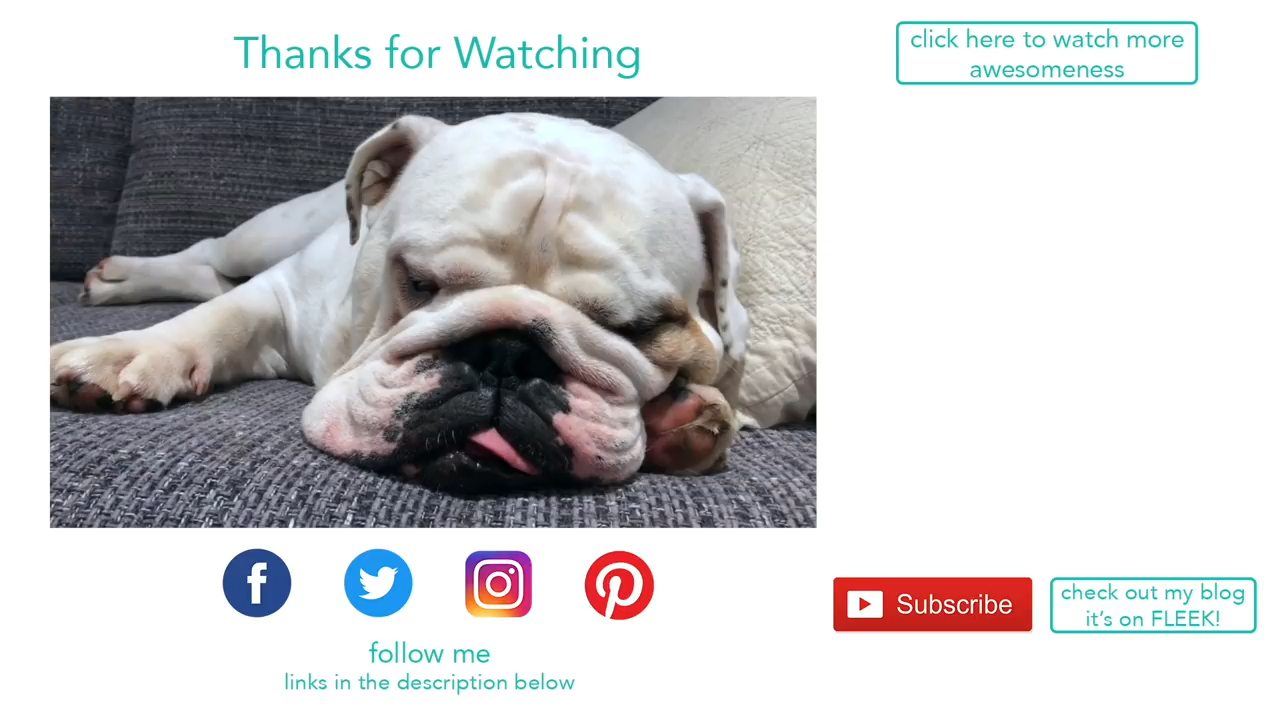 Thanks for Watching
click here to watch more
awesomeness
Subscribe
check out my blog
it's on FLEEK!
follow me
links in the description below